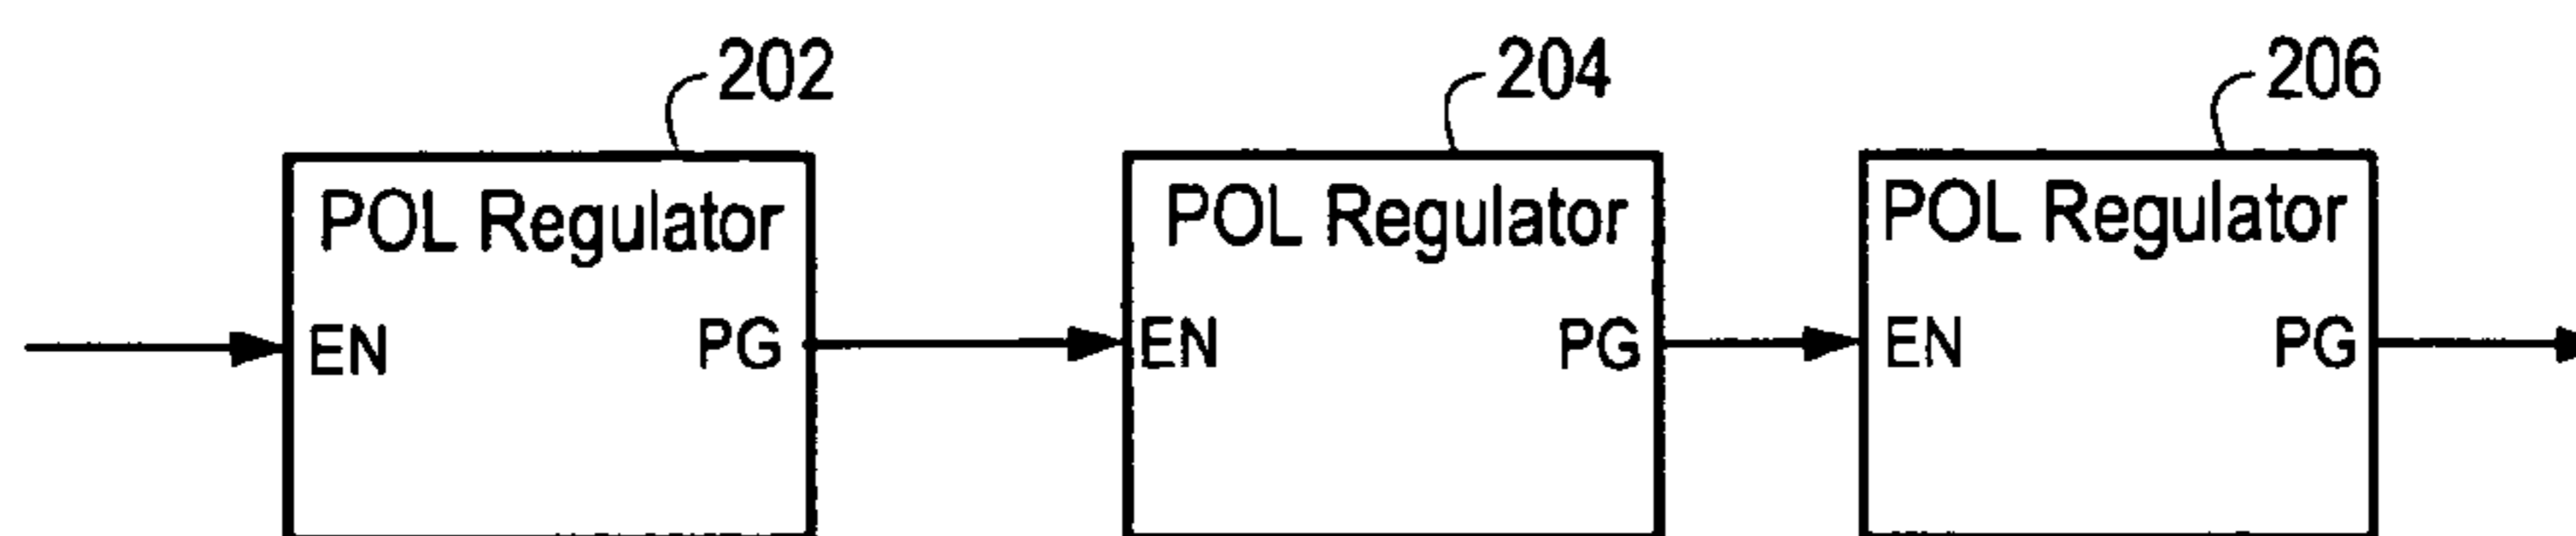 202 204 206
POL Regulator POL Regulator POL Regulator
EN PG EN PG EN PG